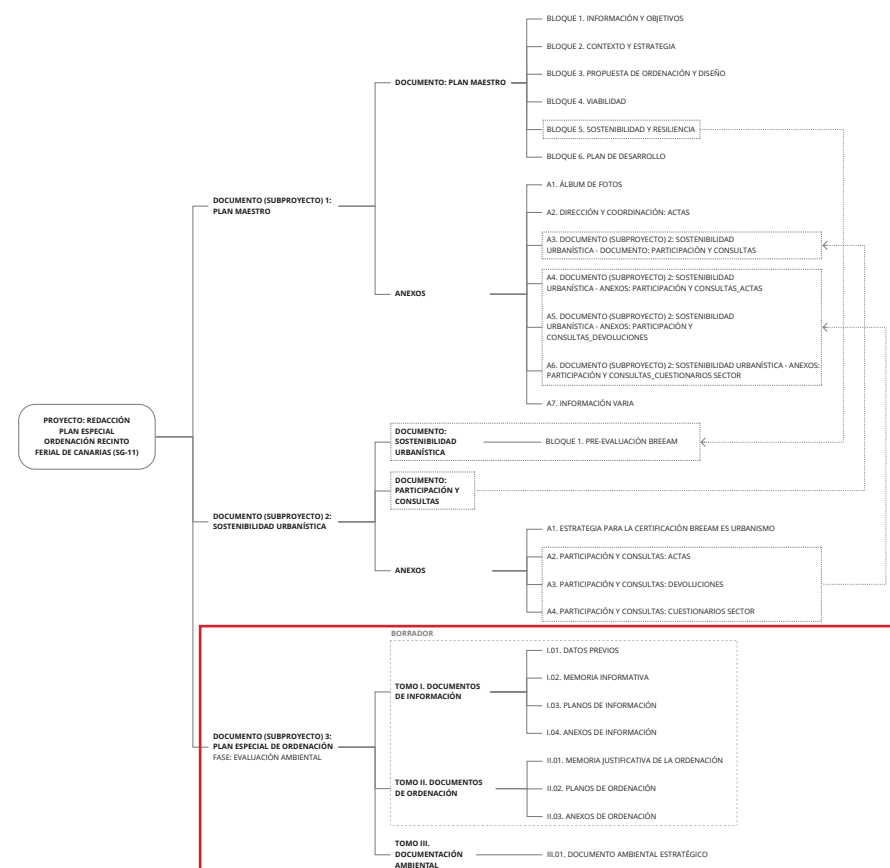 PROYECTO: REDACCIÓN
PLAN ESPECIAL
ORDENACIÓN RECINTO
FERIAL DE CANARIAS (SG-11)
DOCUMENTO (SUBPROYECTO) 1:
PLAN MAESTRO
DOCUMENTO: PLAN MAESTRO
BLOQUE 1. INFORMACIÓN Y OBJETIVOS
BLOQUE 2. CONTEXTO Y ESTRATEGIA
BLOQUE 3. PROPUESTA DE ORDENACIÓN Y DISEÑO
BLOQUE 4. VIABILIDAD
BLOQUE 5. SOSTENIBILIDAD Y RESILIENCIA
BLOQUE 6. PLAN DE DESARROLLO
ANEXOS
A1. ÁLBUM DE FOTOS
A2. DIRECCIÓN Y COORDINACIÓN: ACTAS
A3. DOCUMENTO (SUBPROYECTO) 2: SOSTENIBILIDAD
URBANÍSTICA - DOCUMENTO: PARTICIPACIÓN Y CONSULTAS
A4. DOCUMENTO (SUBPROYECTO) 2: SOSTENIBILIDAD
URBANÍSTICA - ANEXOS: PARTICIPACIÓN Y CONSULTAS_ACTAS
A5. DOCUMENTO (SUBPROYECTO) 2: SOSTENIBILIDAD
URBANÍSTICA - ANEXOS: PARTICIPACIÓN Y
CONSULTAS_DEVOLUCIONES
A6. DOCUMENTO (SUBPROYECTO) 2: SOSTENIBILIDAD URBANÍSTICA - ANEXOS:
PARTICIPACIÓN Y CONSULTAS_CUESTIONARIOS SECTOR
A7. INFORMACIÓN VARIA
DOCUMENTO (SUBPROYECTO) 2:
SOSTENIBILIDAD URBANÍSTICA
DOCUMENTO:
SOSTENIBILIDAD
URBANÍSTICA
BLOQUE 1. PRE-EVALUACIÓN BREEAM
DOCUMENTO:
PARTICIPACIÓN Y
CONSULTAS
ANEXOS
A1. ESTRATEGIA PARA LA CERTIFICACIÓN BREEAM ES URBANISMO
A2. PARTICIPACIÓN Y CONSULTAS: ACTAS
A3. PARTICIPACIÓN Y CONSULTAS: DEVOLUCIONES
A4. PARTICIPACIÓN Y CONSULTAS: CUESTIONARIOS SECTOR
DOCUMENTO (SUBPROYECTO) 3:
PLAN ESPECIAL DE ORDENACIÓN
FASE: EVALUACIÓN AMBIENTAL
BORRADOR
TOMO I. DOCUMENTOS
DE INFORMACIÓN
I.01. DATOS PREVIOS
I.02. MEMORIA INFORMATIVA
I.03. PLANOS DE INFORMACIÓN
I.04. ANEXOS DE INFORMACIÓN
TOMO II. DOCUMENTOS
DE ORDENACIÓN
II.01. MEMORIA JUSTIFICATIVA DE LA ORDENACIÓN
II.02. PLANOS DE ORDENACIÓN
II.03. ANEXOS DE ORDENACIÓN
TOMO III.
DOCUMENTACIÓN
AMBIENTAL
III.01. DOCUMENTO AMBIENTAL ESTRATÉGICO